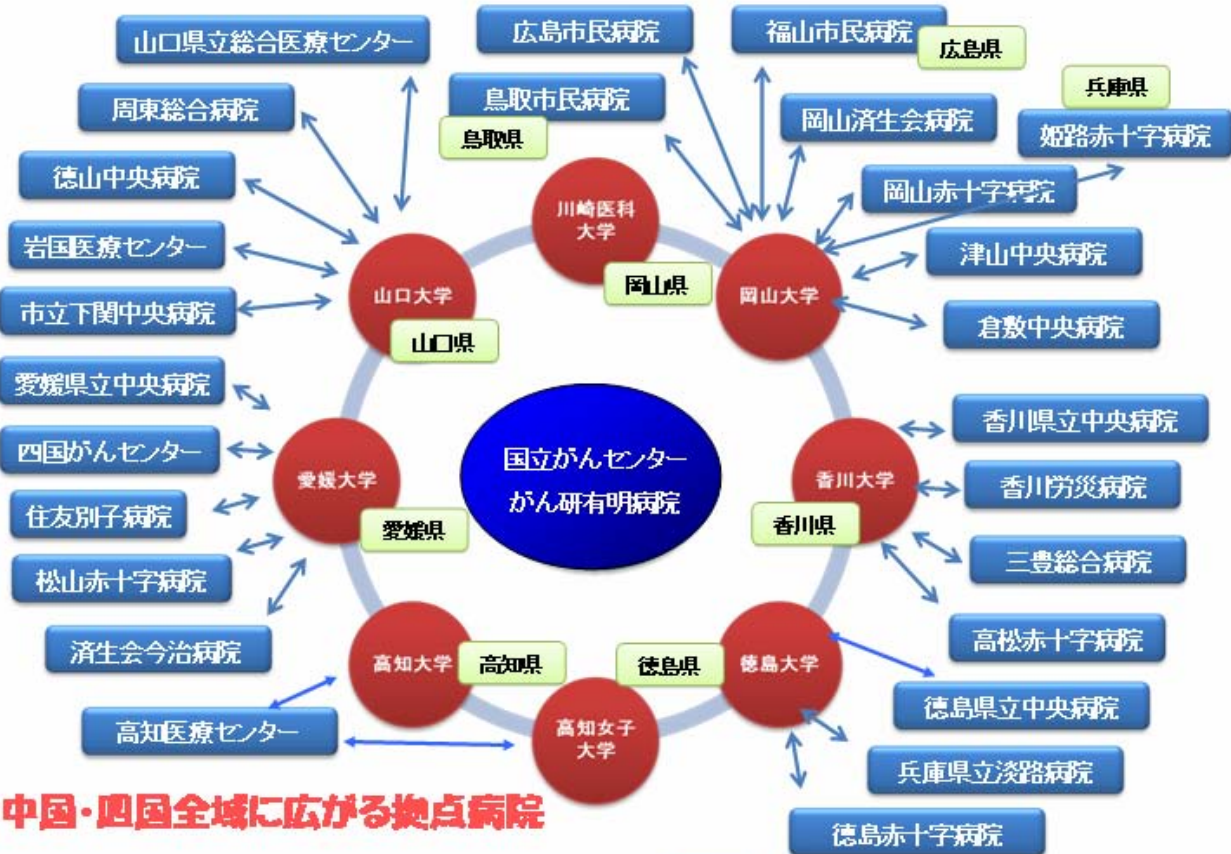 山口県立総合医療センター
広島市民病院
福山市民病院
広島県
周東総合病院
鳥取市民病院
鳥取県
岡山済生会病院
兵庫県
姫路赤十字病院
徳山中央病院
川崎医科
大学
岡山赤十字病院
岩国医療センター
山口大学
岡山県
岡山大学
津山中央病院
市立下関中央病院
山口県
倉敷中央病院
愛媛県立中央病院
香川県立中央病院
四国がんセンター
愛媛大学
国立がんセンター
がん研有明病院
香川大学
香川労災病院
住友別子病院
愛媛県
香川県
松山赤十字病院
三豊総合病院
済生会今治病院
高知大学
高知県
徳島県
徳島大学
高松赤十字病院
高知医療センター
高知女子
大学
徳島県立中央病院
兵庫県立淡路病院
中国・四国全域に広がる拠点病院
徳島赤十字病院